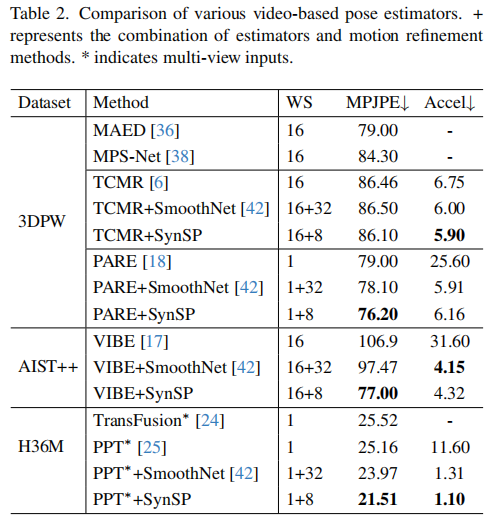 Table 2. Comparison of various video-based pose estimators. +
represents the combination of estimators and motion refinement
methods. * indicates multi-view inputs.
Dataset Method WS MPJPE↓ Accel↓
MAED [36] 16 79.00 -
MPS-Net [38] 16 84.30 -
TCMR [6] 16 86.46 6.75
3DPW TCMR+SmoothNet [42] 16+32 86.50 6.00
TCMR+SynSP 16+8 86.10 5.90
PARE [18] 1 79.00 25.60
PARE+SmoothNet [42] 1+32 78.10 5.91
PARE+SynSP 1+8 76.20 6.16
VIBE [17] 16 106.9 31.60
AIST++ VIBE+SmoothNet [42] 16+32 97.47 4.15
VIBE+SynSP 16+8 77.00 4.32
TransFusion* [24] 1 25.52 -
H36M PPT* [25] 1 25.16 11.60
PPT*+SmoothNet [42] 1+32 23.97 1.31
PPT*+SynSP 1+8 21.51 1.10